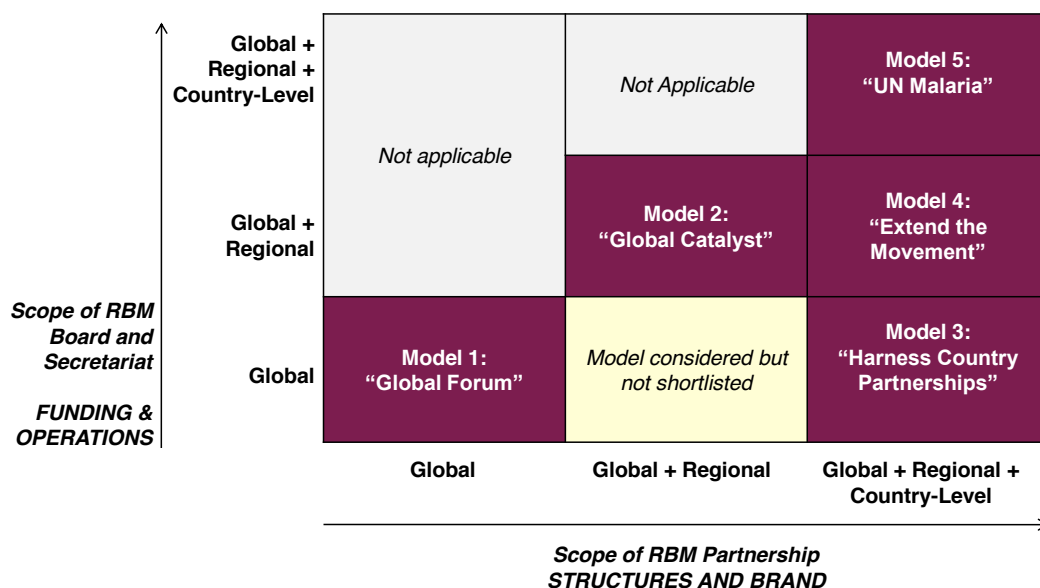 Global +
Regional +
Country-Level
Not applicable
Not Applicable
Model 5:
“UN Malaria”
Global +
Regional
Model 2:
“Global Catalyst”
Model 4:
“Extend the
Movement”
Scope of RBM
Board and
Secretariat
FUNDING &
OPERATIONS
Global
Model 1:
“Global Forum”
Model considered but
not shortlisted
Model 3:
“Harness Country
Partnerships”
Global
Global + Regional
Global + Regional +
Country-Level
Scope of RBM Partnership
STRUCTURES AND BRAND